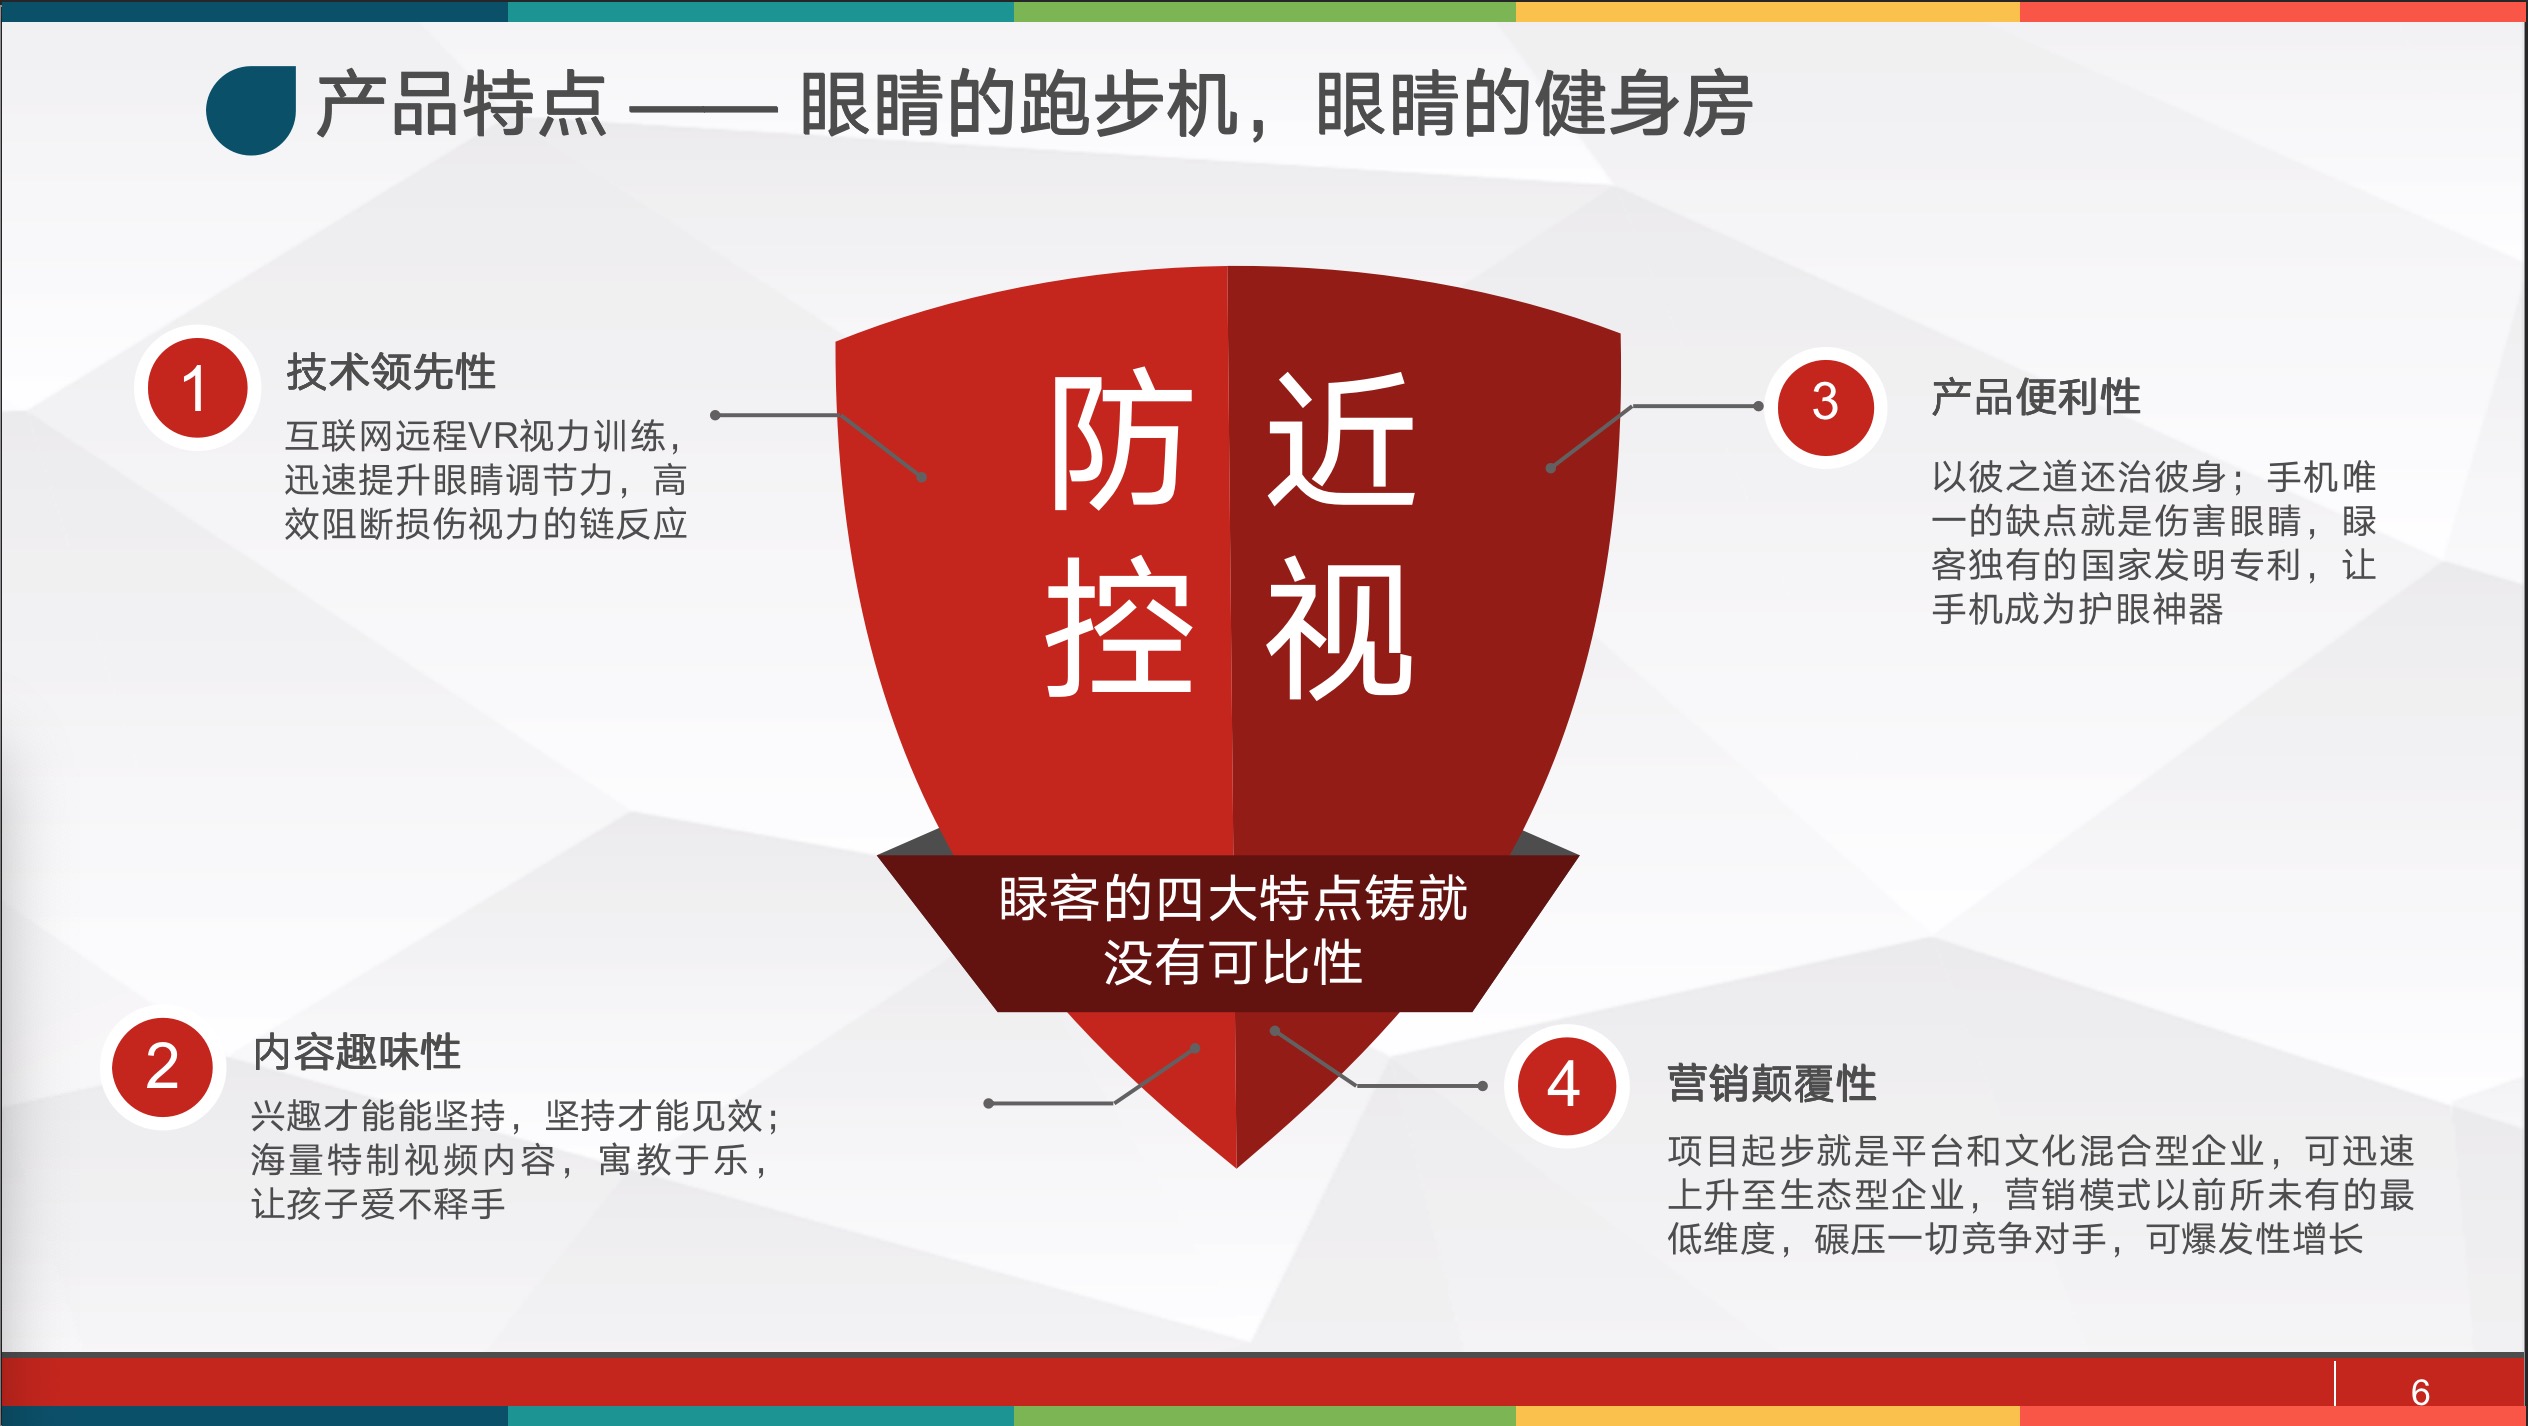 产品特点 —— 眼睛的跑步机，眼睛的健身房
1
技术领先性
互联网远程VR视力训练，
迅速提升眼睛调节力，高
效阻断损伤视力的链反应
2
内容趣味性
兴趣才能能坚持，坚持才能见效；
海量特制视频内容，寓教于乐，
让孩子爱不释手
防 近
控 视
睩客的四大特点铸就
没有可比性
3
产品便利性
以彼之道还治彼身；手机唯
一的缺点就是伤害眼睛，睩
客独有的国家发明专利，让
手机成为护眼神器
4
营销颠覆性
项目起步就是平台和文化混合型企业，可迅速
上升至生态型企业，营销模式以前所未有的最
低维度，碾压一切竞争对手，可爆发性增长
6